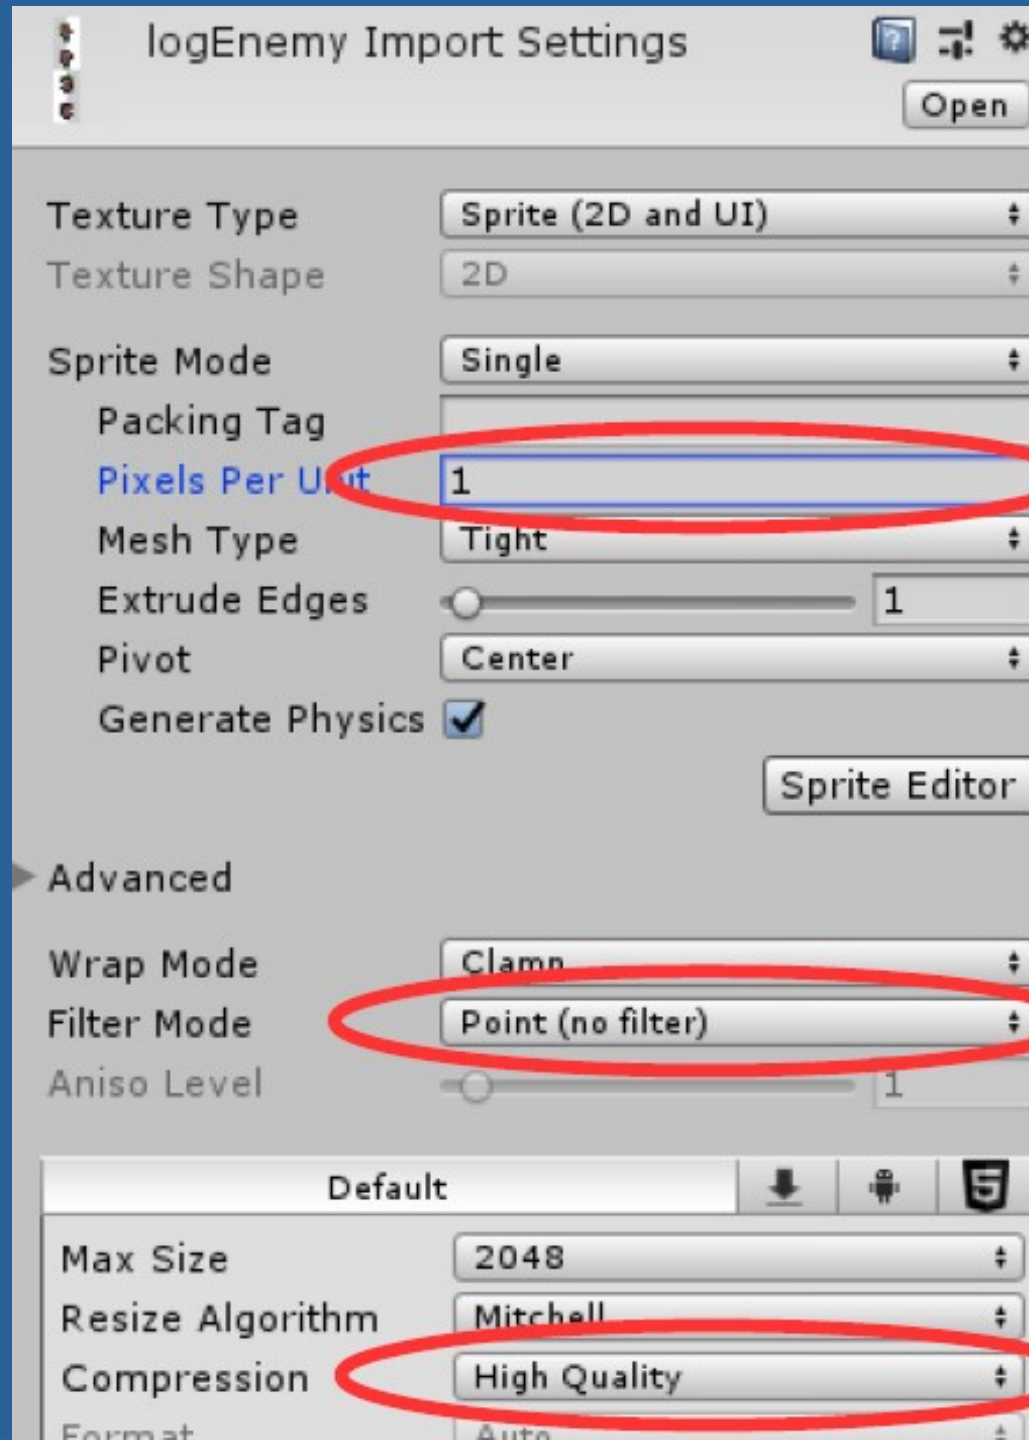 logEnemy Import Settings
Open
Texture Type Sprite (2D and UI)
Texture Shape 2D
Sprite Mode Single
Packing Tag
Pixels Per Unit 1
Mesh Type Tight
Extrude Edges 1
Pivot Center
Generate Physics
Sprite Editor
Advanced
Wrap Mode Clamp
Filter Mode Point (no filter)
Aniso Level 1
Default
Max Size 2048
Resize Algorithm Mitchell
Compression High Quality
Format Auto